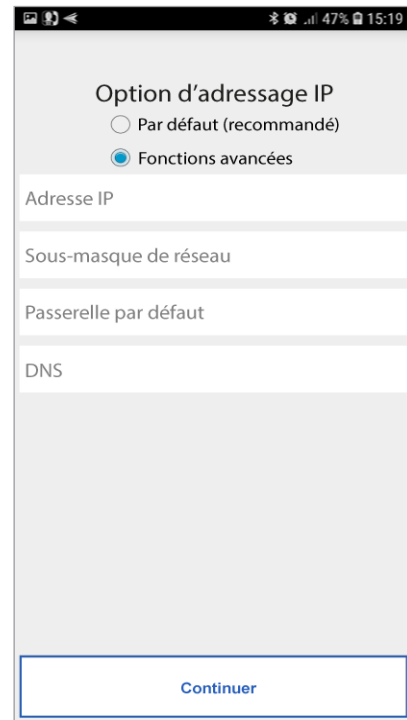 47% 15:19
Option d’adressage IP
Par défaut (recommandé)
Fonctions avancées
Adresse IP
Sous-masque de réseau
Passerelle par défaut
DNS
Continuer